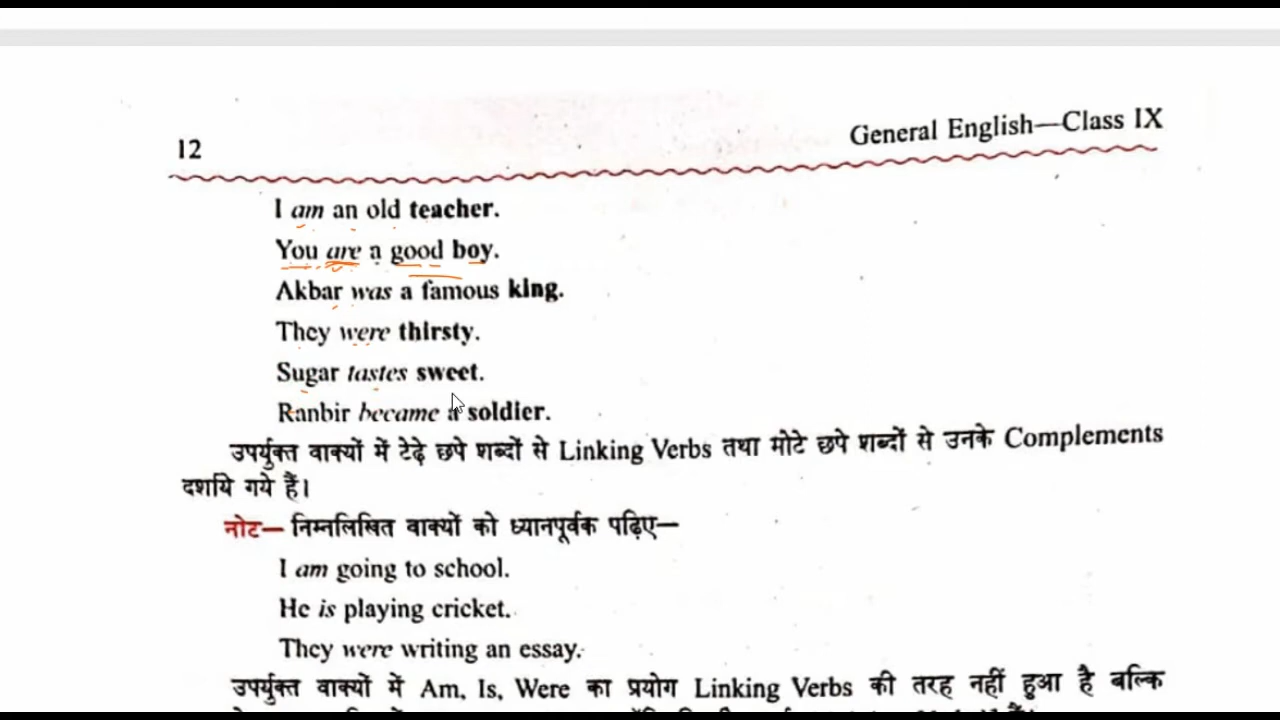 12
General English—Class IX
I am an old teacher.
You are a good boy.
Akbar was a famous king.
They were thirsty.
Sugar tastes sweet.
Ranbir became a soldier.
उपर्युक्त वाक्यों में टेढ़े छपे शब्दों से Linking Verbs तथा मोटे छपे शब्दों से उनके Complements
दर्शाये गये हैं।
नोट— निम्नलिखित वाक्यों को ध्यानपूर्वक पढ़िए—
I am going to school.
He is playing cricket.
They were writing an essay.
उपर्युक्त वाक्यों में Am, Is, Were का प्रयोग Linking Verbs की तरह नहीं हुआ है बल्कि